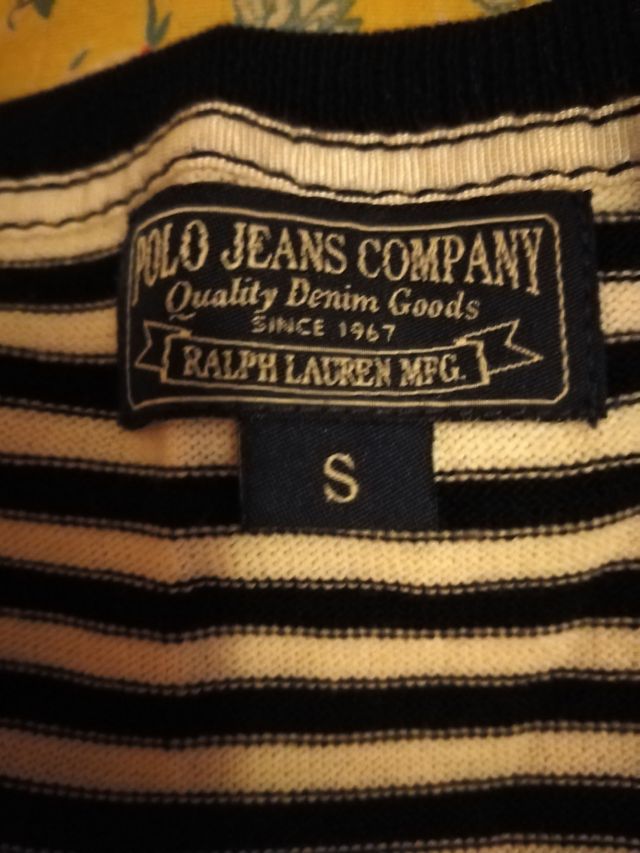 POLO JEANS COMPANY
Quality Denim Goods
SINCE 1967
RALPH LAUREN MFG.
S